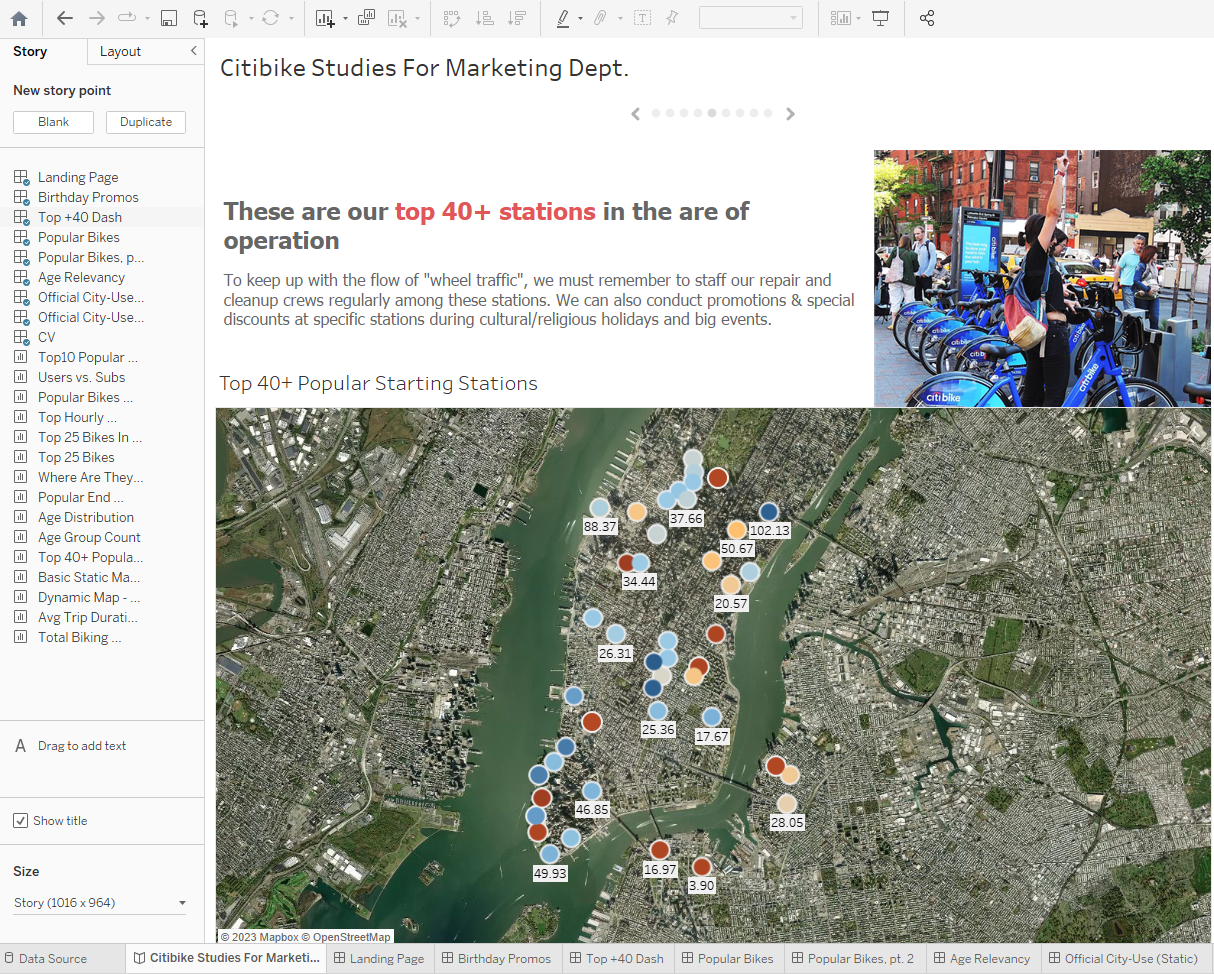 Story
Layout
New story point
Blank
Duplicate
Landing Page
Birthday Promos
Top +40 Dash
Popular Bikes
Popular Bikes, p...
Age Relevancy
Official City-Use...
Official City-Use...
CV
Top10 Popular ...
Users vs. Subs
Popular Bikes ...
Top Hourly ...
Top 25 Bikes In ...
Top 25 Bikes
Where Are They...
Popular End ...
Age Distribution
Age Group Count
Top 40+ Popula...
Basic Static Ma...
Dynamic Map - ...
Avg Trip Durati...
Total Biking ...
A Drag to add text
Show title
Size
Story (1016 x 964)
Citibike Studies For Marketing Dept.
These are our top 40+ stations in the are of
operation
To keep up with the flow of "wheel traffic", we must remember to staff our repair and
cleanup crews regularly among these stations. We can also conduct promotions & special
discounts at specific stations during cultural/religious holidays and big events.
citibike
citibike
Top 40+ Popular Starting Stations
37.66
88.37
102.13
50.67
34.44
20.57
26.31
25.36
17.67
46.85
28.05
49.93
16.97
3.90
© 2023 Mapbox © OpenStreetMap
Data Source
Citibike Studies For Marketi...
Landing Page
Birthday Promos
Top +40 Dash
Popular Bikes
Popular Bikes, pt. 2
Age Relevancy
Official City-Use (Static)